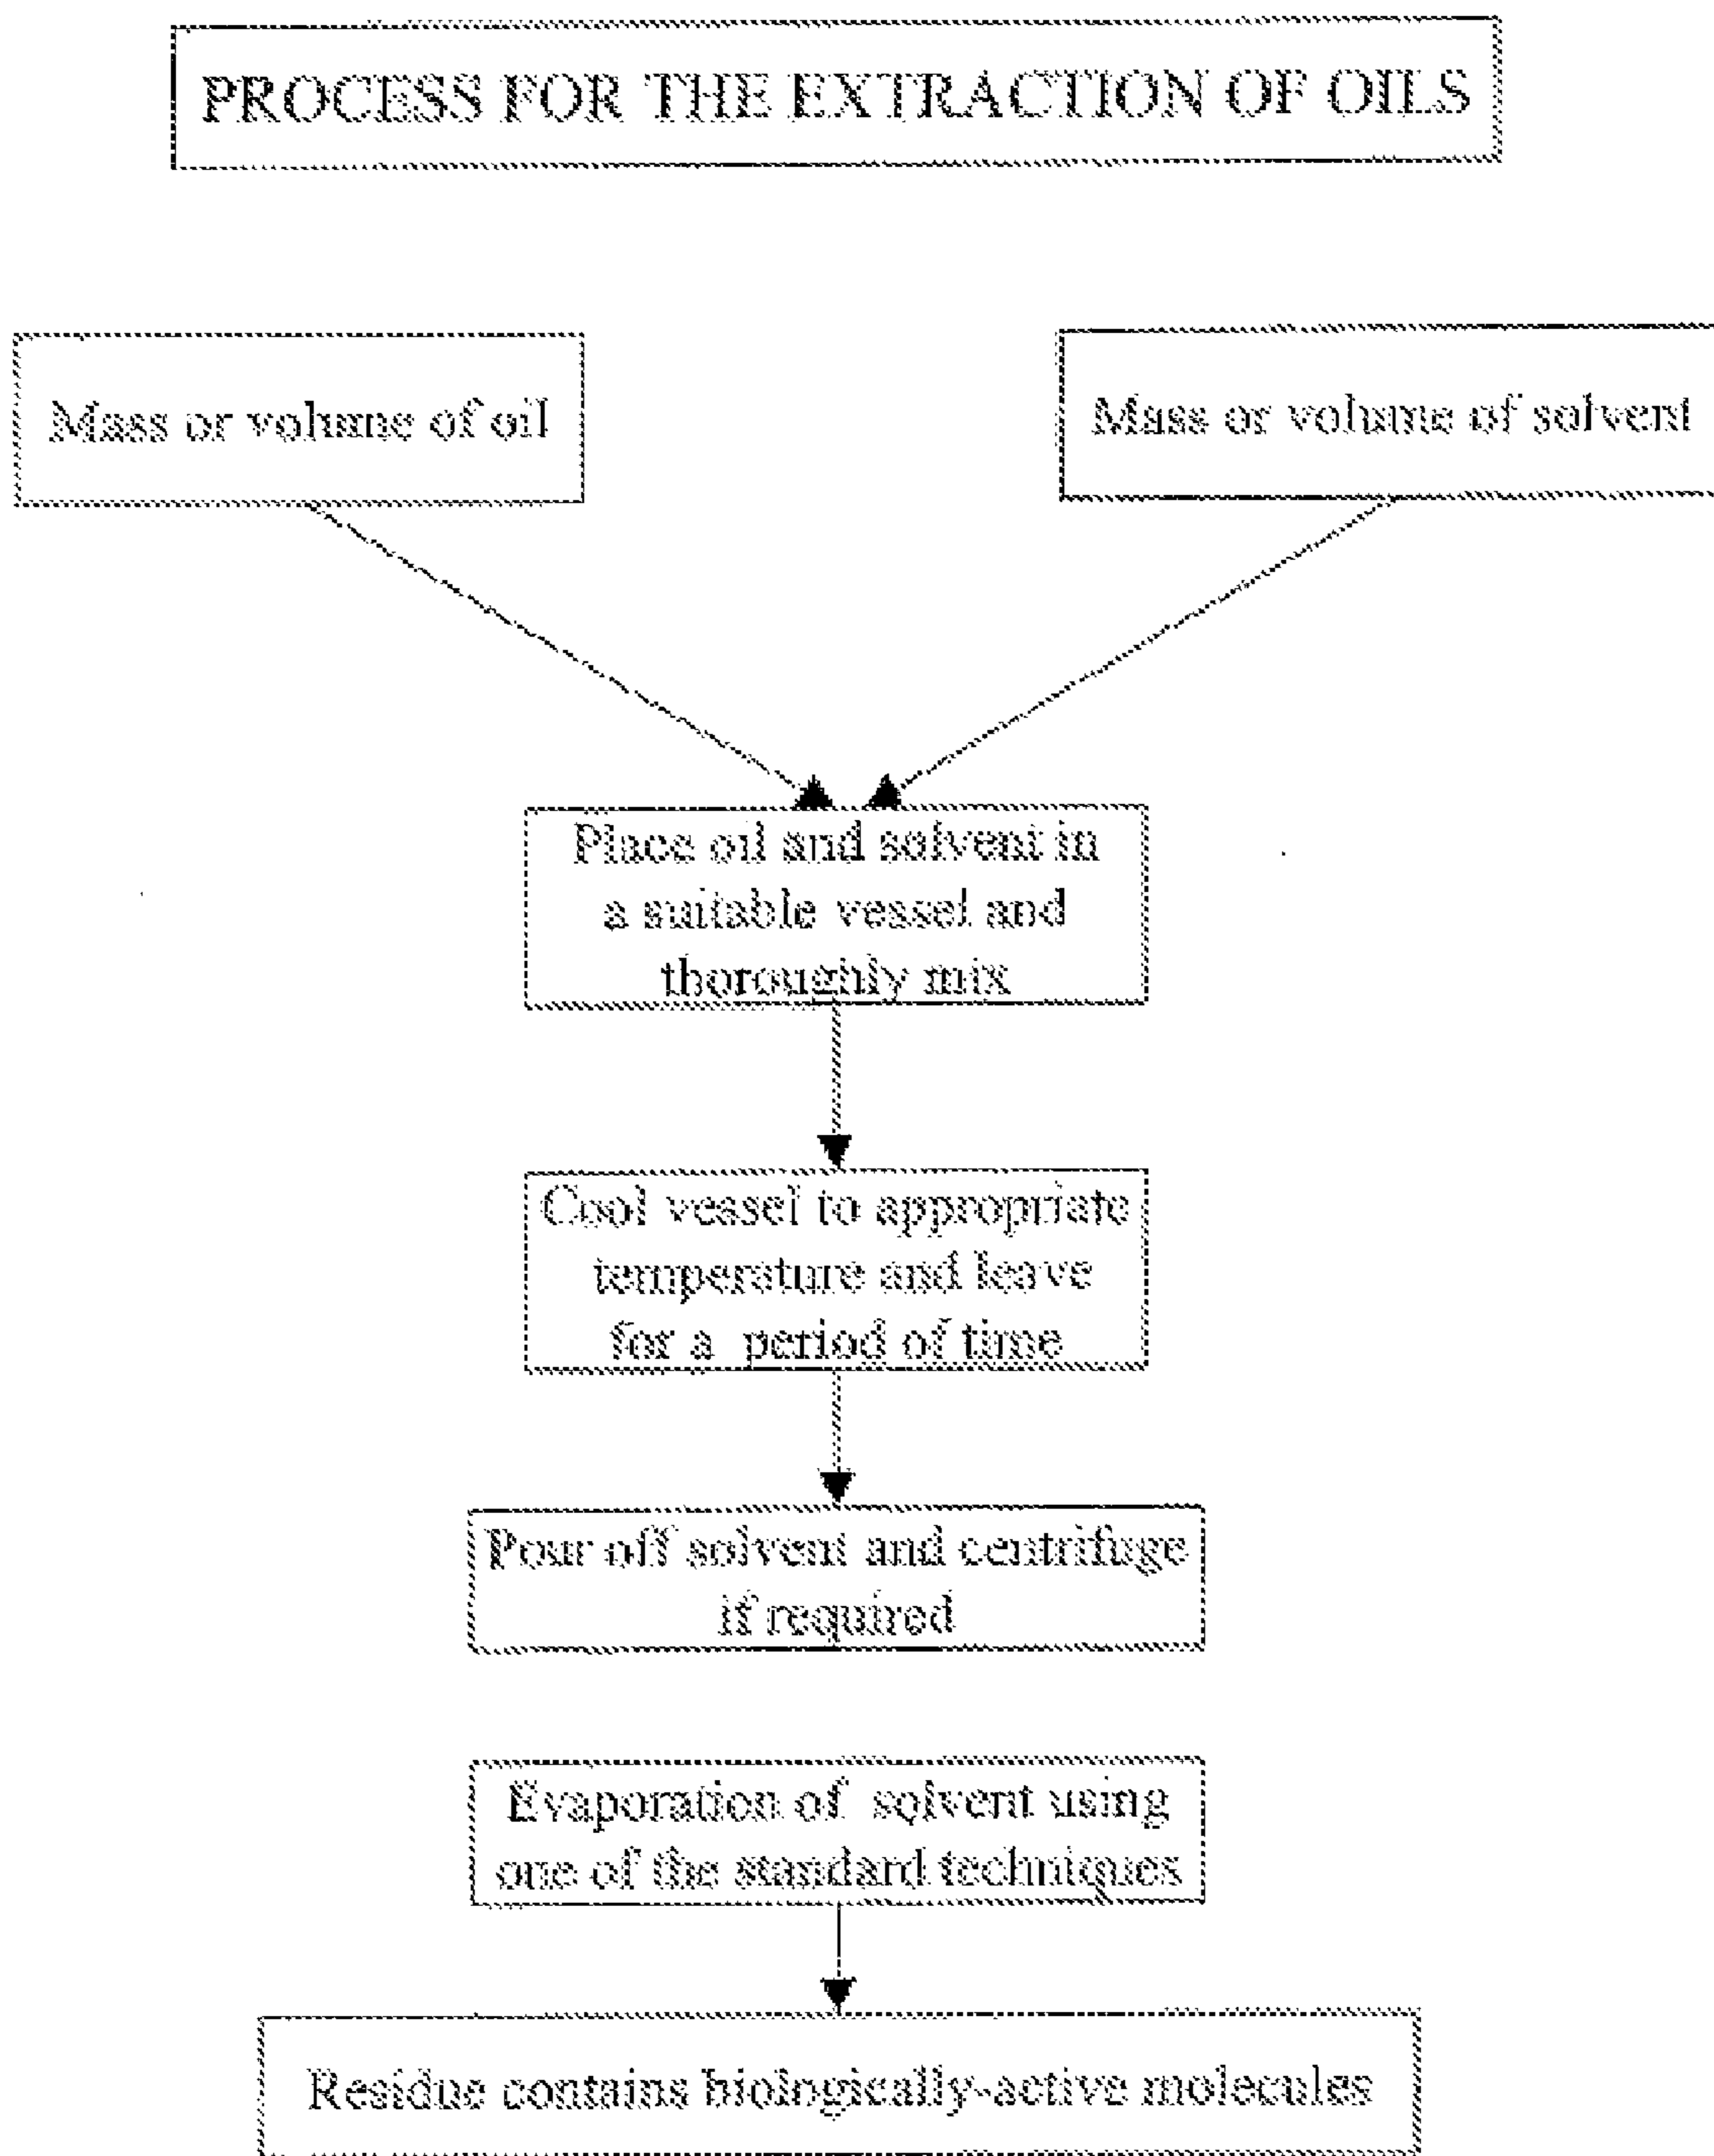 PROCESS FOR THE EXTRACTION OF OILS
Mass or volume of oil
Mass or volume of solvent
Place oil and solvent in
a suitable vessel and
thoroughly mix
Cool vessel to appropriate
temperature and leave
for a period of time
Pour off solvent and centrifuge
if required
Evaporation of solvent using
one of the standard techniques
Residue contains biologically-active molecules